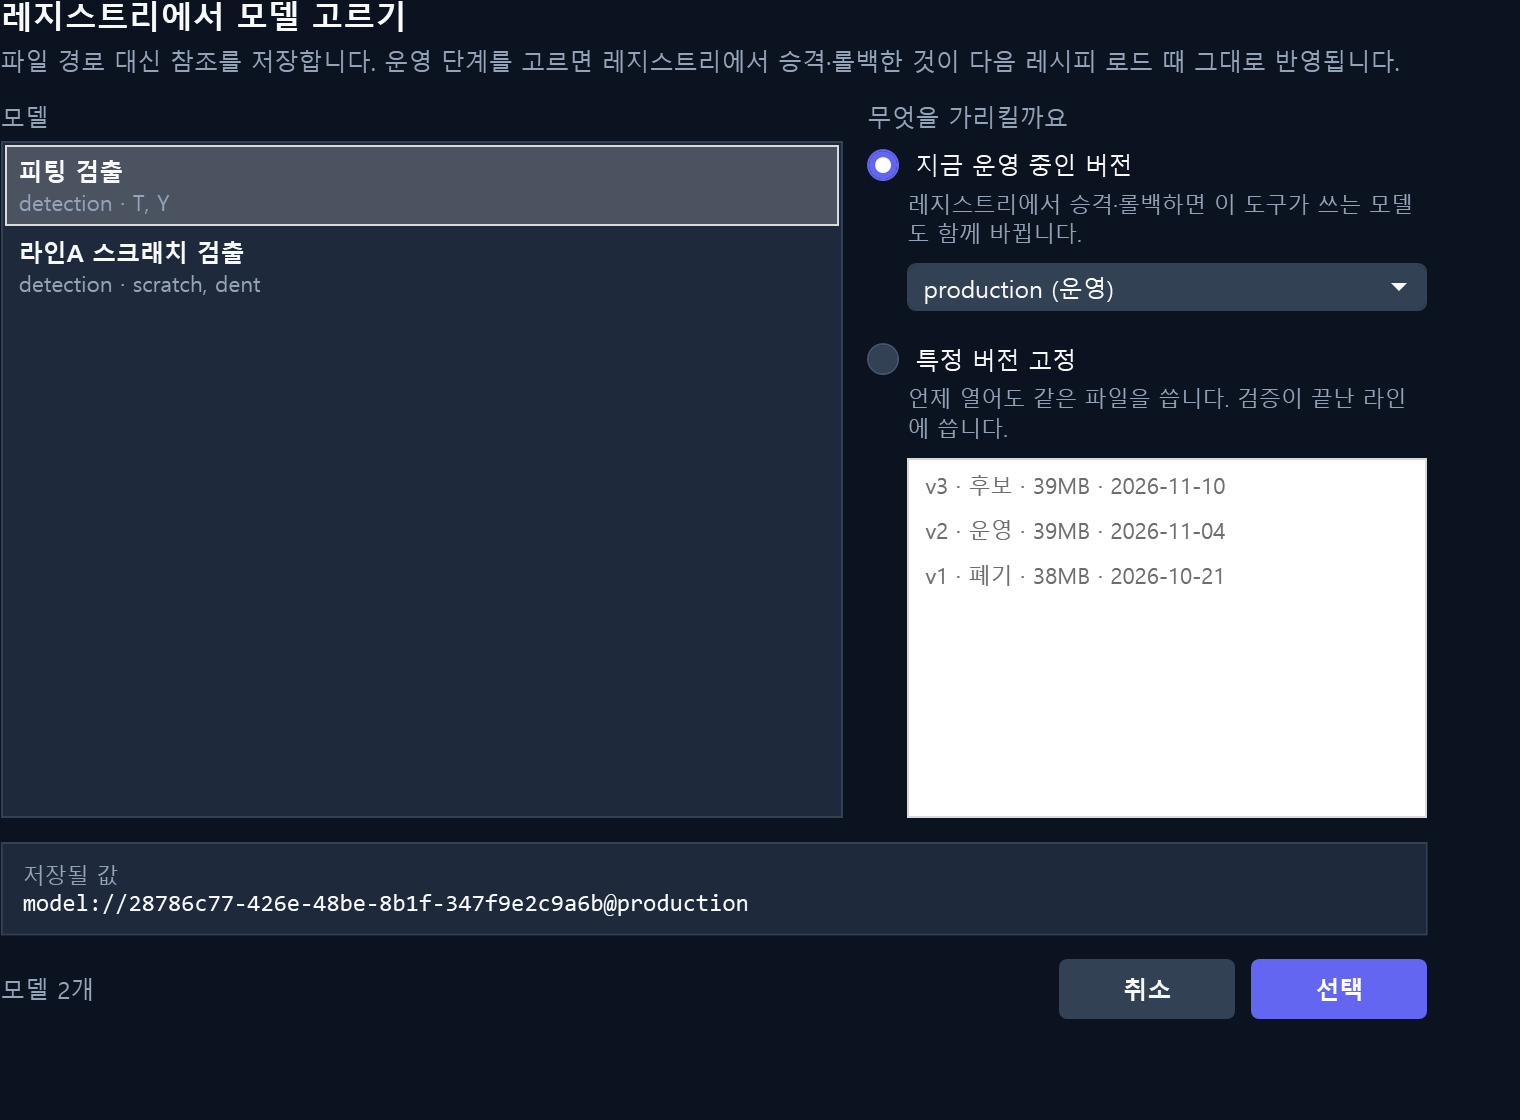 레지스트리에서 모델 고르기
파일 경로 대신 참조를 저장합니다. 운영 단계를 고르면 레지스트리에서 승격·롤백한 것이 다음 레시피 로드 때 그대로 반영됩니다.
모델
피팅 검출
detection · T, Y
라인A 스크래치 검출
detection · scratch, dent
무엇을 가리킬까요
지금 운영 중인 버전
레지스트리에서 승격·롤백하면 이 도구가 쓰는 모델
도 함께 바뀝니다.
production (운영)
특정 버전 고정
언제 열어도 같은 파일을 씁니다. 검증이 끝난 라인
에 씁니다.
v3 · 후보 · 39MB · 2026-11-10
v2 · 운영 · 39MB · 2026-11-04
v1 · 폐기 · 38MB · 2026-10-21
저장될 값
model://28786c77-426e-48be-8b1f-347f9e2c9a6b@production
모델 2개
취소
선택